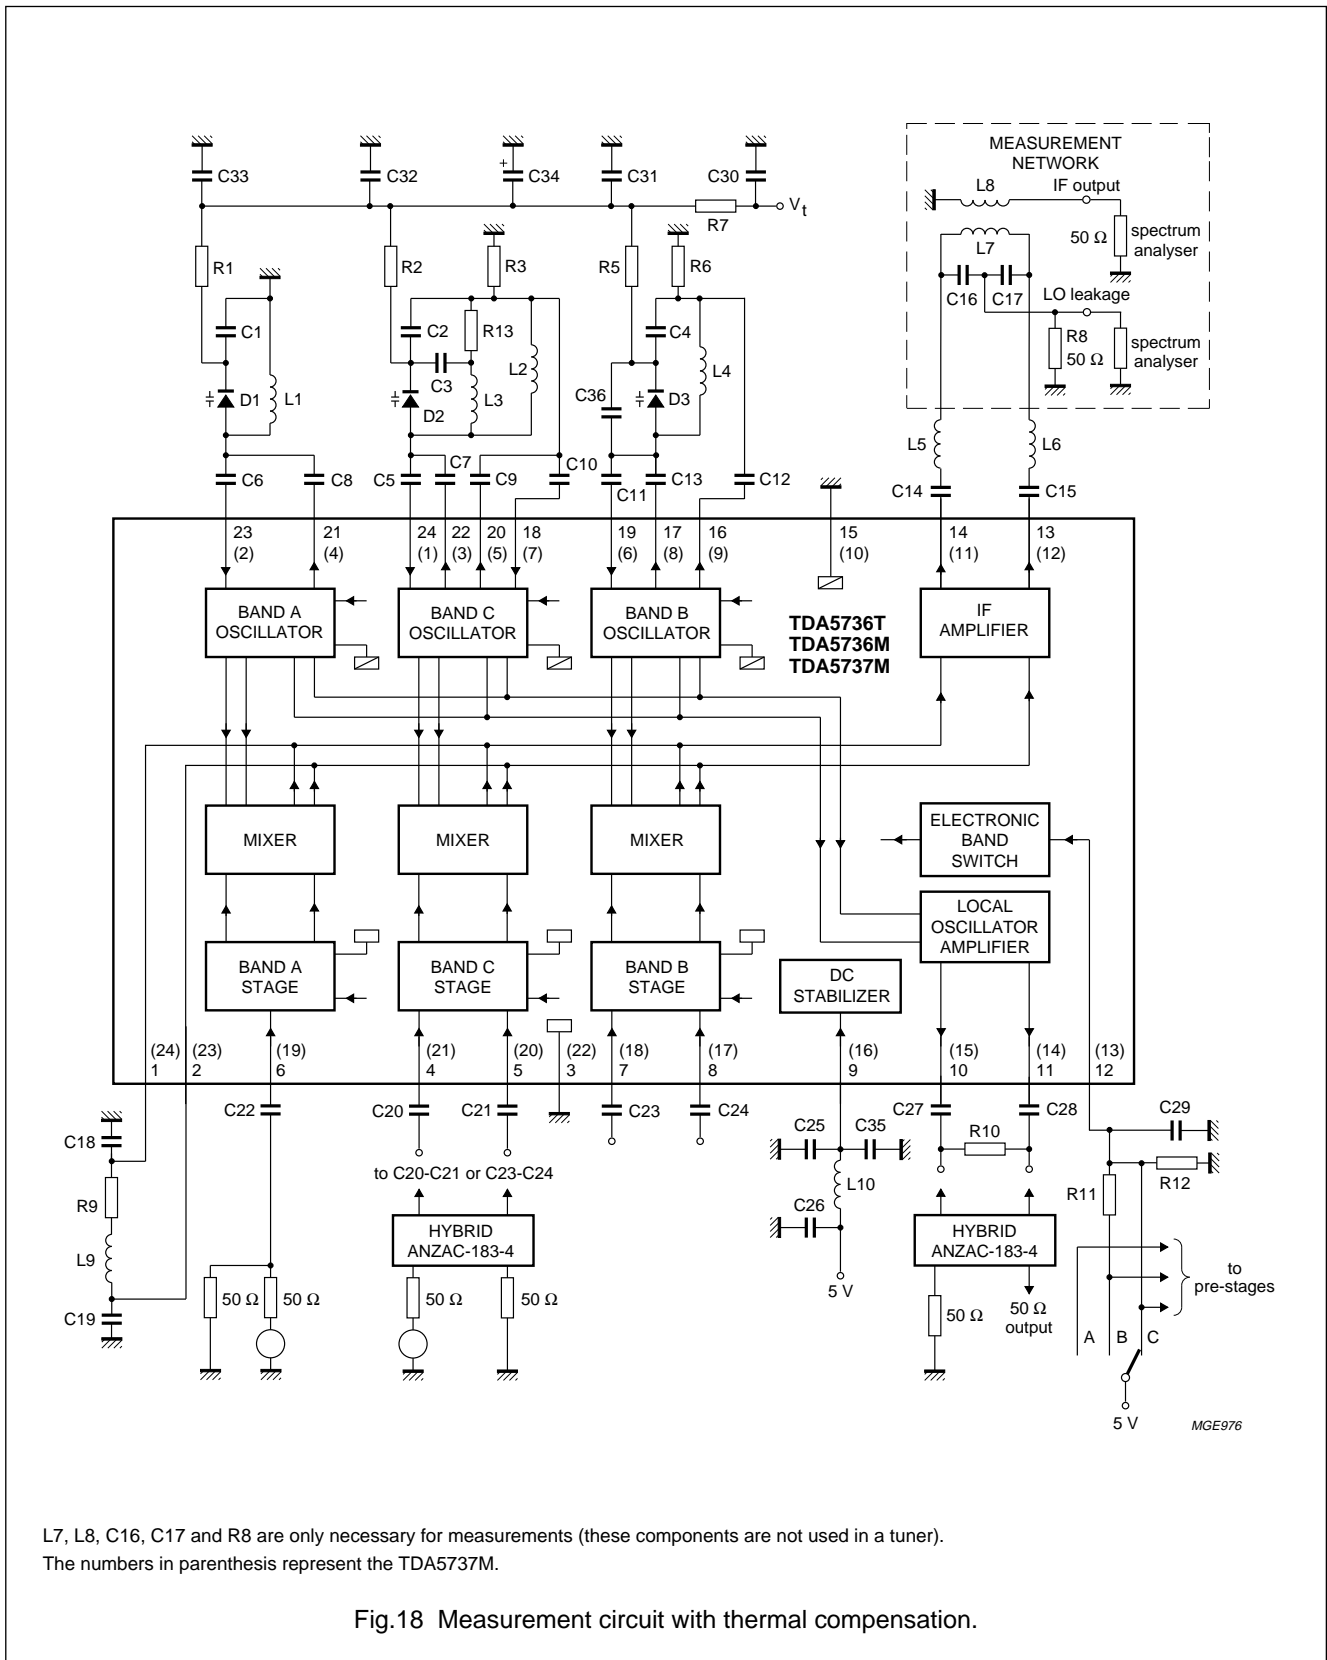 MEASUREMENT
NETWORK
C33
C32
+
C34
C31
C30
L8
IF output
Vt
R7
L7
50 Ω
spectrum
analyser
R1
R2
R3
R5
R6
C16
C17
LO leakage
C1
C2
R13
C4
R8
50 Ω
spectrum
analyser
C3
L2
L4
D1
L1
D2
L3
C36
D3
L5
L6
C6
C8
C5
C7
C9
C10
C11
C13
C12
C14
C15
23
(2)
21
(4)
24
(1)
22
(3)
20
(5)
18
(7)
19
(6)
17
(8)
16
(9)
15
(10)
14
(11)
13
(12)
BAND A
OSCILLATOR
BAND C
OSCILLATOR
BAND B
OSCILLATOR
TDA5736T
TDA5736M
TDA5737M
IF
AMPLIFIER
MIXER
MIXER
MIXER
ELECTRONIC
BAND
SWITCH
LOCAL
OSCILLATOR
AMPLIFIER
BAND A
STAGE
BAND C
STAGE
BAND B
STAGE
DC
STABILIZER
(24)
1
(23)
2
(19)
6
(21)
4
(20)
5
(22)
3
(18)
7
(17)
8
(16)
9
(15)
10
(14)
11
(13)
12
C22
C20
C21
C23
C24
C27
C28
C29
C18
C25
C35
R10
R12
to C20-C21 or C23-C24
R9
L10
R11
C26
HYBRID
ANZAC-183-4
HYBRID
ANZAC-183-4
L9
to
pre-stages
5 V
C19
50 Ω
50 Ω
50 Ω
50 Ω
50 Ω
50 Ω
output
A
B
C
5 V
MGE976
L7, L8, C16, C17 and R8 are only necessary for measurements (these components are not used in a tuner).
The numbers in parenthesis represent the TDA5737M.
Fig.18 Measurement circuit with thermal compensation.